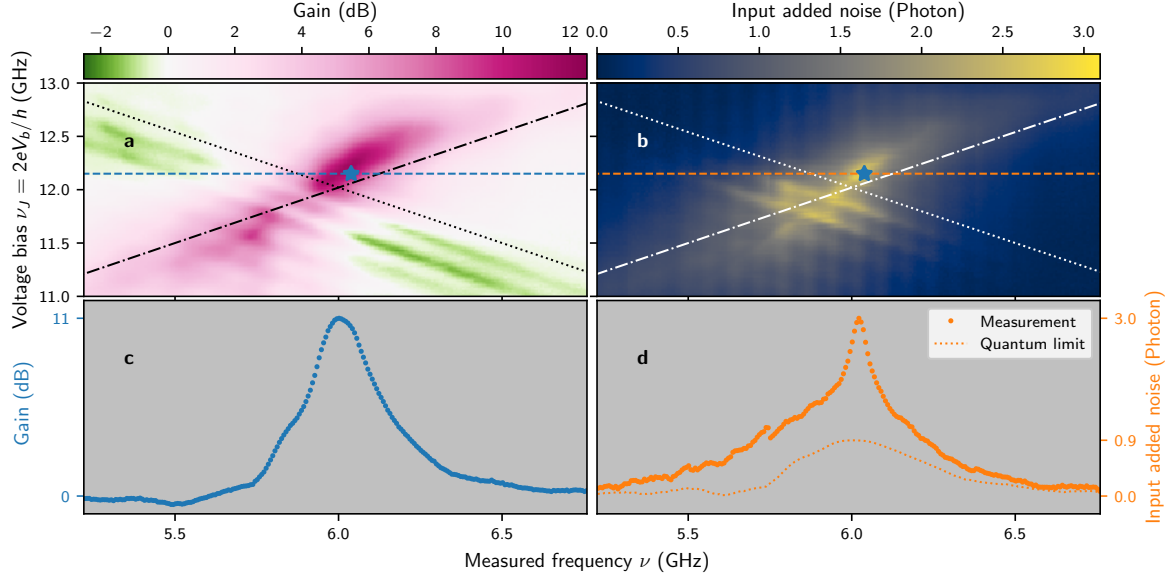 Gain (dB)
Input added noise (Photon)
−2 0 2 4 6 8 10 12
0.0 0.5 1.0 1.5 2.0 2.5 3.0
Voltage bias ν_J = 2eV_b/h (GHz)
13.0
12.5
12.0
11.5
11.0
a
b
Gain (dB)
11
0
c
d
Measurement
Quantum limit
3.0
0.9
0.0
Input added noise (Photon)
5.5 6.0 6.5
5.5 6.0 6.5
Measured frequency ν (GHz)